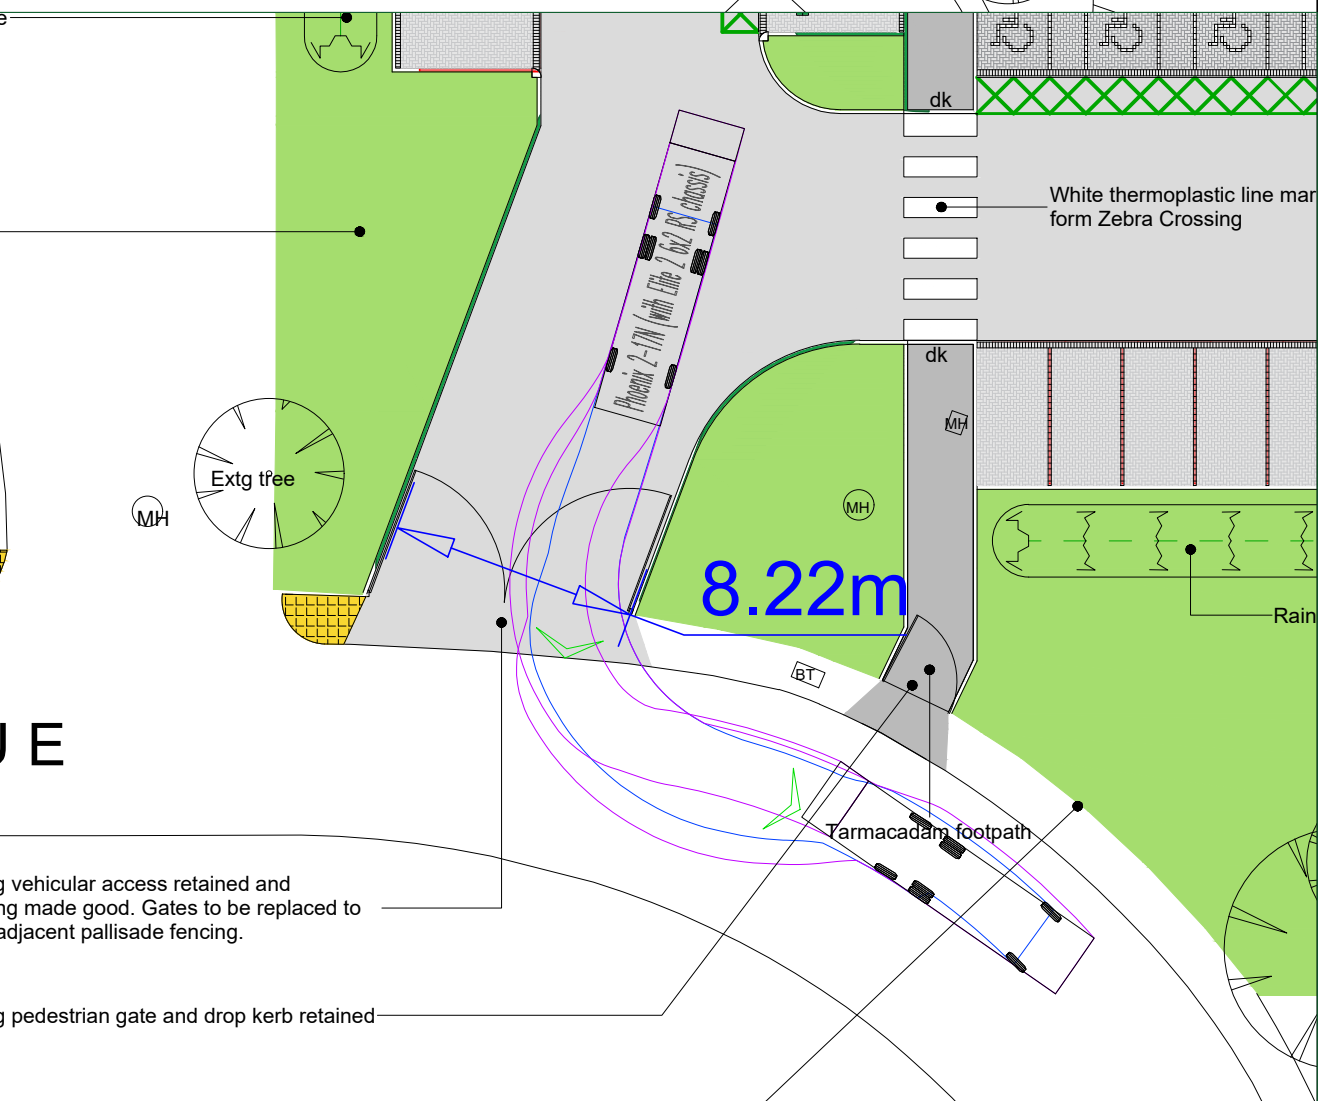 e
dk
White thermoplastic line mar
form Zebra Crossing
Phoenix 2-17N (with Elite 2 6x2 RS chassis)
dk
MH
Extg tree
MH
MH
8.22m
Rain
BT
UE
Tarmacadam footpath
g vehicular access retained and
ng made good. Gates to be replaced to
adjacent pallisade fencing.
g pedestrian gate and drop kerb retained